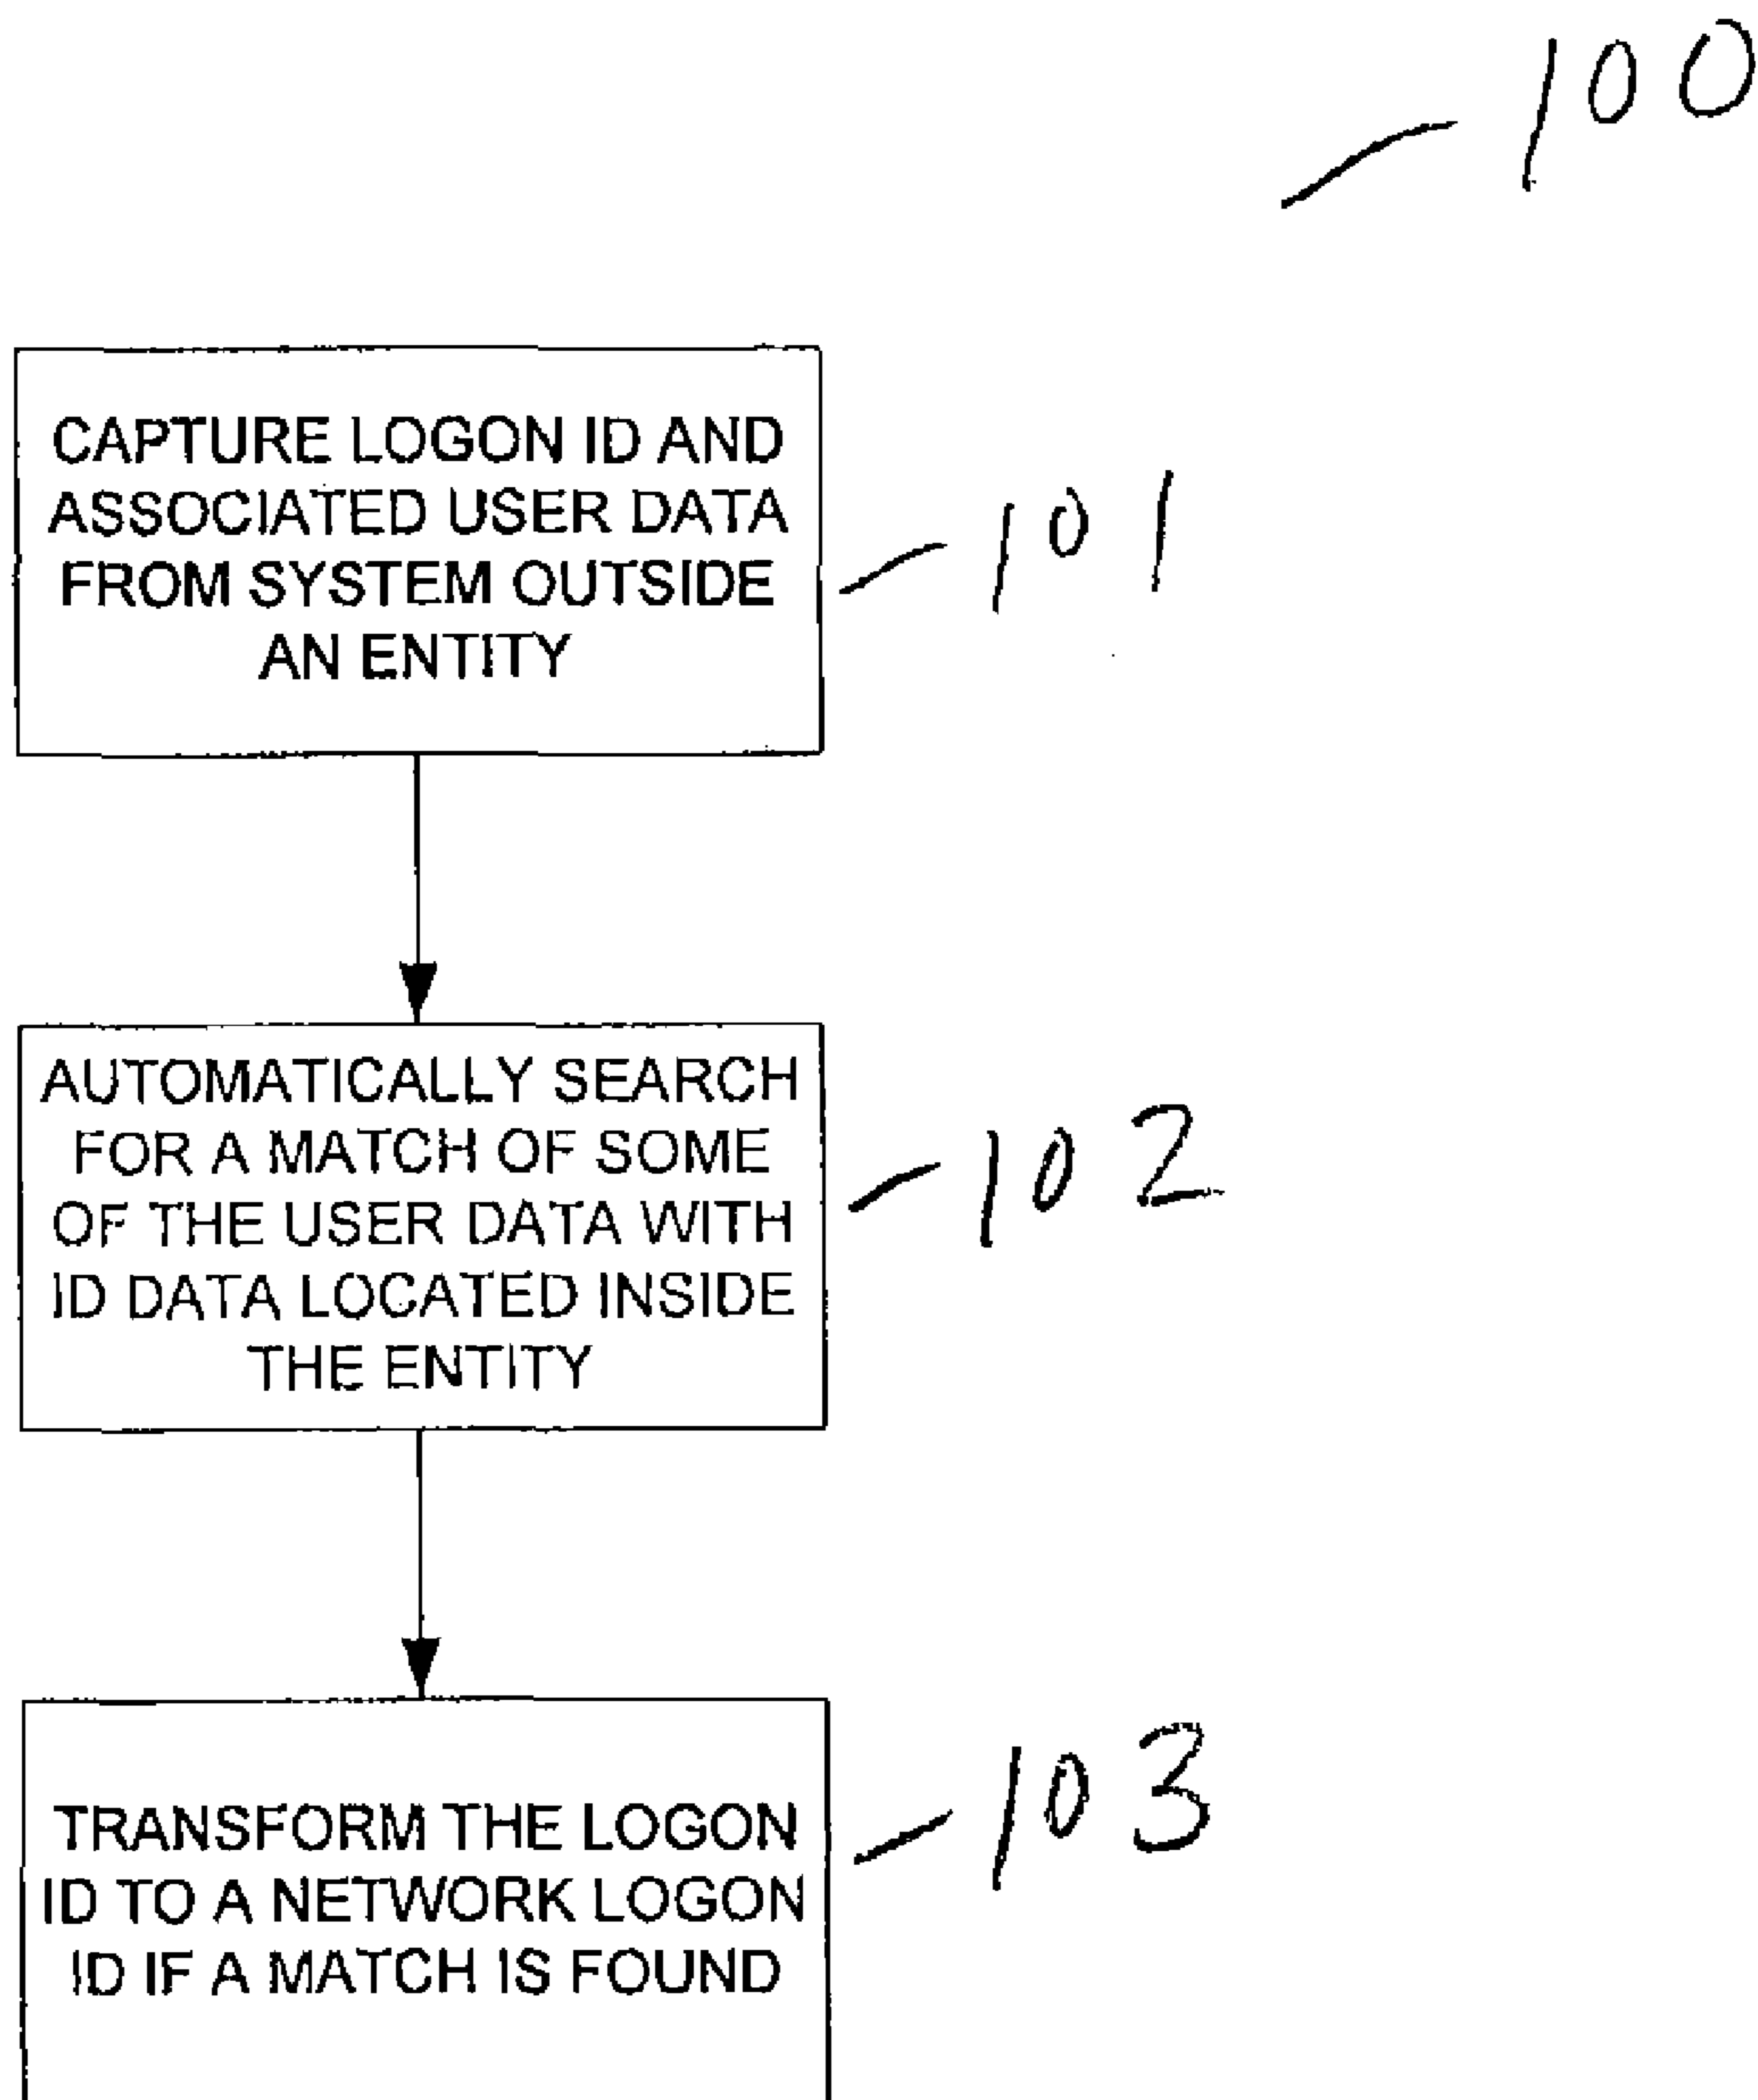 100
CAPTURE LOGON ID AND
ASSOCIATED USER DATA
FROM SYSTEM OUTSIDE
AN ENTITY
101
AUTOMATICALLY SEARCH
FOR A MATCH OF SOME
OF THE USER DATA WITH
ID DATA LOCATED INSIDE
THE ENTITY
102
TRANSFORM THE LOGON
ID TO A NETWORK LOGON
ID IF A MATCH IS FOUND
103